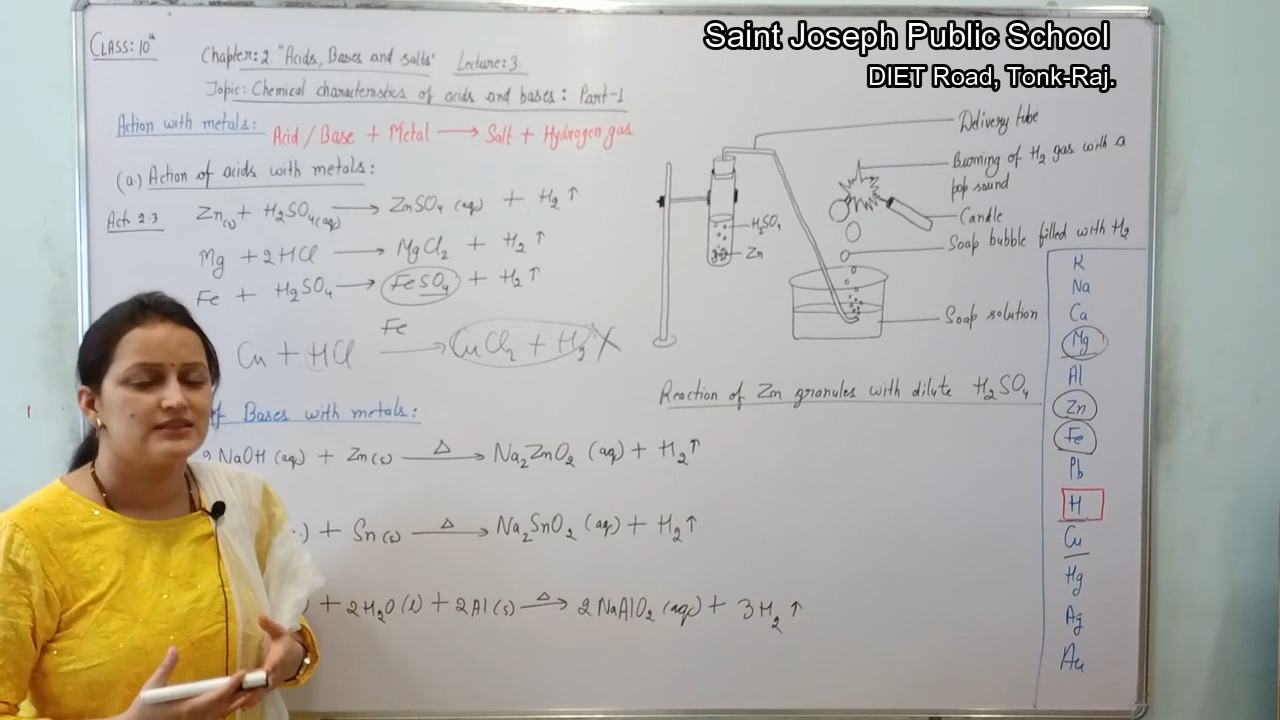 Saint Joseph Public School
DIET Road, Tonk-Raj.
CLASS: 10th
Chapter: 2 "Acids, Bases and salts" Lecture: 3
Topic: Chemical characteristics of acids and bases: Part-1
Action with metals: Acid/Base + Metal ⟶ Salt + Hydrogen gas
(a) Action of acids with metals:
Act: 2.3
Zn(s) + H₂SO₄(aq) ⟶ ZnSO₄ (aq) + H₂ ↑
Mg + 2HCl ⟶ MgCl₂ + H₂ ↑
Fe + H₂SO₄ ⟶ FeSO₄ + H₂ ↑
Fe
Cu + HCl ⟶ CuCl₂ + H₂ X
of Bases with metals:
2 NaOH (aq) + Zn(s) —Δ→ Na₂ZnO₂ (aq) + H₂ ↑
) + Sn(s) —Δ→ Na₂SnO₂ (aq) + H₂ ↑
) + 2H₂O (l) + 2Al (s) —Δ→ 2 NaAlO₂ (aq) + 3H₂ ↑
Delivery tube
Burning of H₂ gas with a
pop sound
Candle
Soap bubble filled with H₂
H₂SO₄
Zn
Soap solution
Reaction of Zn granules with dilute H₂SO₄
K
Na
Ca
Mg
Al
Zn
Fe
Pb
H
Cu
Hg
Ag
Au